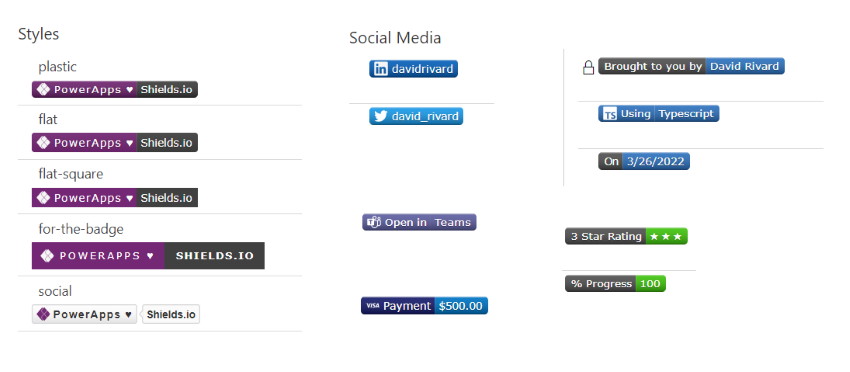 Styles
plastic
PowerApps ♥ Shields.io
flat
PowerApps ♥ Shields.io
flat-square
PowerApps ♥ Shields.io
for-the-badge
POWERAPPS ♥ SHIELDS.IO
social
PowerApps ♥ Shields.io
Social Media
in davidrivard
david_rivard
Open in Teams
VISA Payment $500.00
Brought to you by David Rivard
TS Using Typescript
On 3/26/2022
3 Star Rating ★★★
% Progress 100